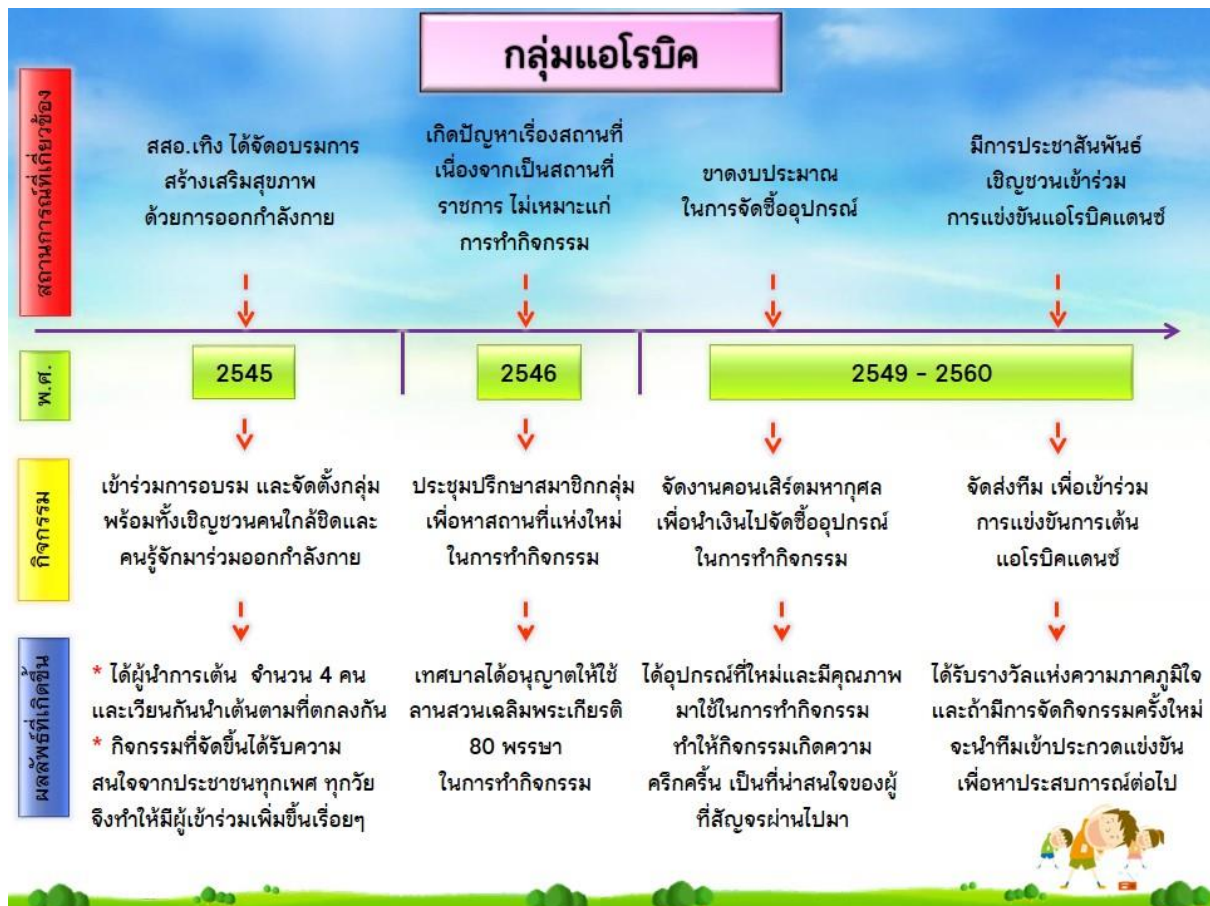 กลุ่มแอโรบิค
สถานการณ์ที่เกี่ยวข้อง
สสอ.เทิง ได้จัดอบรมการ
สร้างเสริมสุขภาพ
ด้วยการออกกำลังกาย
เกิดปัญหาเรื่องสถานที่
เนื่องจากเป็นสถานที่
ราชการ ไม่เหมาะแก่
การทำกิจกรรม
ขาดงบประมาณ
ในการจัดซื้ออุปกรณ์
มีการประชาสัมพันธ์
เชิญชวนเข้าร่วม
การแข่งขันแอโรบิคแดนซ์
พ.ศ.
2545
2546
2549 - 2560
กิจกรรม
เข้าร่วมการอบรม และจัดตั้งกลุ่ม
พร้อมทั้งเชิญชวนคนใกล้ชิดและ
คนรู้จักมาร่วมออกกำลังกาย
ประชุมปรึกษาสมาชิกกลุ่ม
เพื่อหาสถานที่แห่งใหม่
ในการทำกิจกรรม
จัดงานคอนเสิร์ตมหากุศล
เพื่อนำเงินไปจัดซื้ออุปกรณ์
ในการทำกิจกรรม
จัดส่งทีม เพื่อเข้าร่วม
การแข่งขันการเต้น
แอโรบิคแดนซ์
ผลลัพธ์ที่เกิดขึ้น
* ได้ผู้นำการเต้น จำนวน 4 คน
และเวียนกันนำเต้นตามที่ตกลงกัน
* กิจกรรมที่จัดขึ้นได้รับความ
สนใจจากประชาชนทุกเพศ ทุกวัย
จึงทำให้มีผู้เข้าร่วมเพิ่มขึ้นเรื่อยๆ
เทศบาลได้อนุญาตให้ใช้
ลานสวนเฉลิมพระเกียรติ
80 พรรษา
ในการทำกิจกรรม
ได้อุปกรณ์ที่ใหม่และมีคุณภาพ
มาใช้ในการทำกิจกรรม
ทำให้กิจกรรมเกิดความ
ครึกครื้น เป็นที่น่าสนใจของผู้
ที่สัญจรผ่านไปมา
ได้รับรางวัลแห่งความภาคภูมิใจ
และถ้ามีการจัดกิจกรรมครั้งใหม่
จะนำทีมเข้าประกวดแข่งขัน
เพื่อหาประสบการณ์ต่อไป